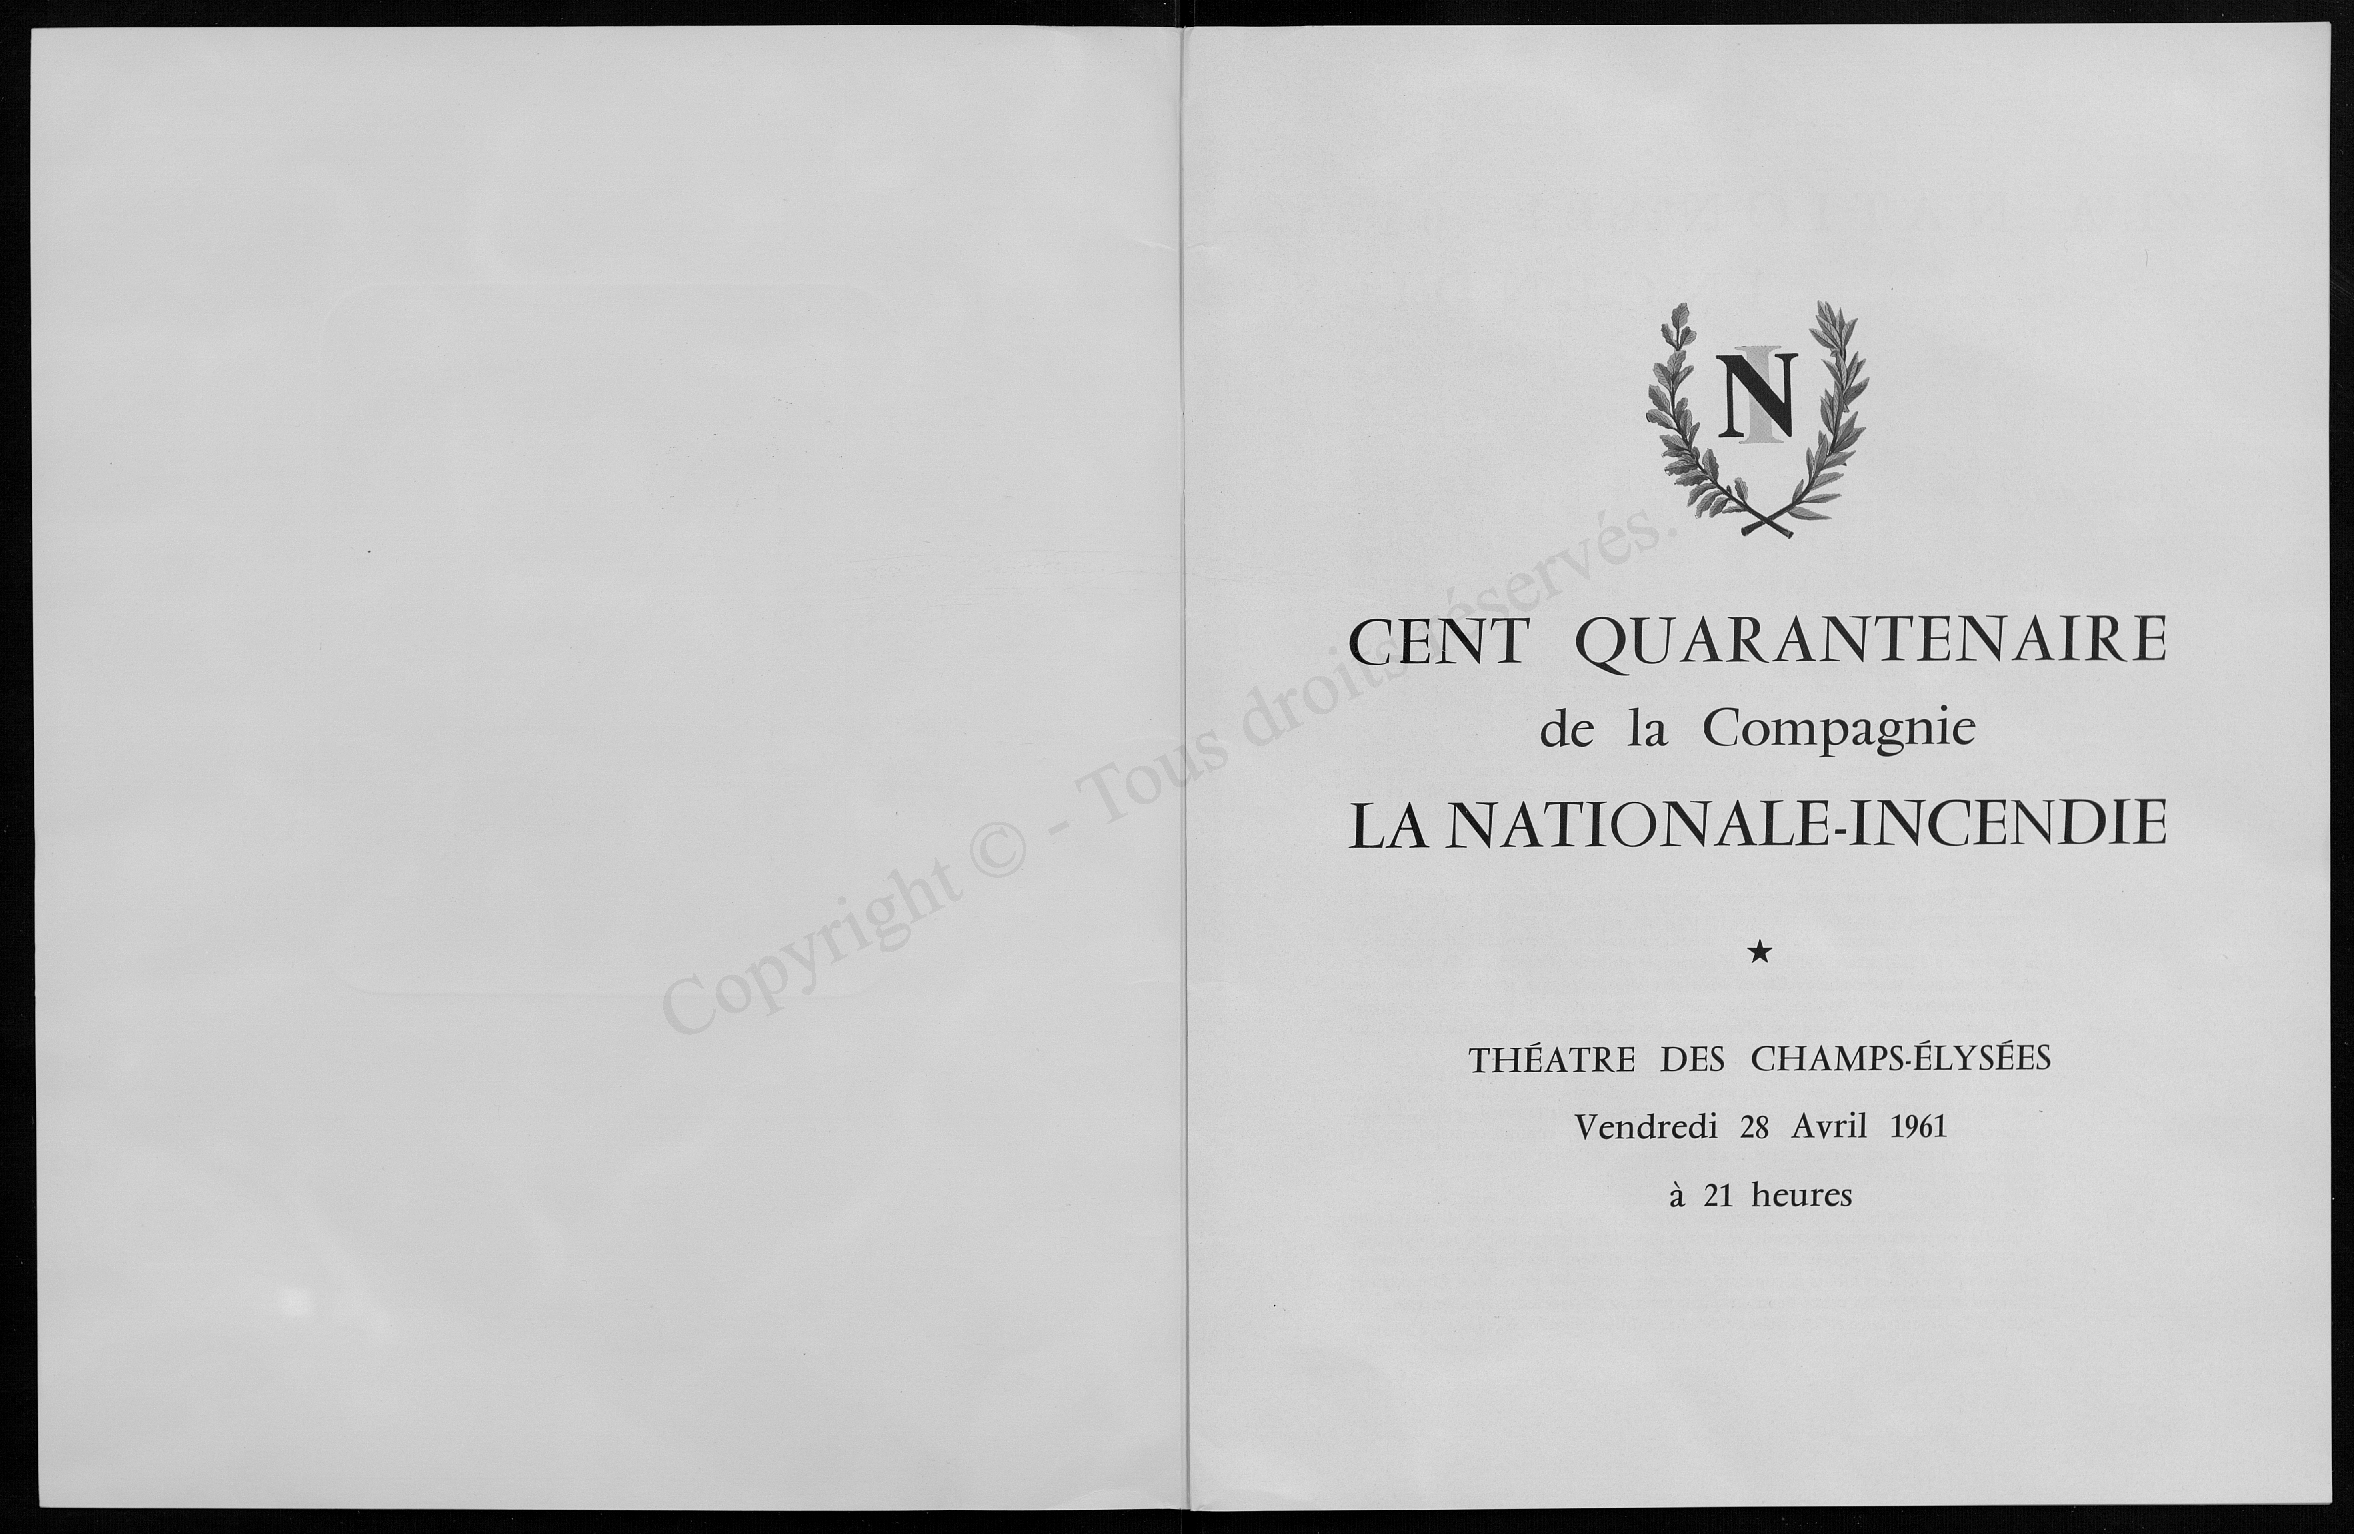 NI
CENT QUARANTENAIRE
de la Compagnie
LA NATIONALE-INCENDIE
★
THÉATRE DES CHAMPS-ÉLYSÉES
Vendredi 28 Avril 1961
à 21 heures
Copyright © - Tous droits réservés.